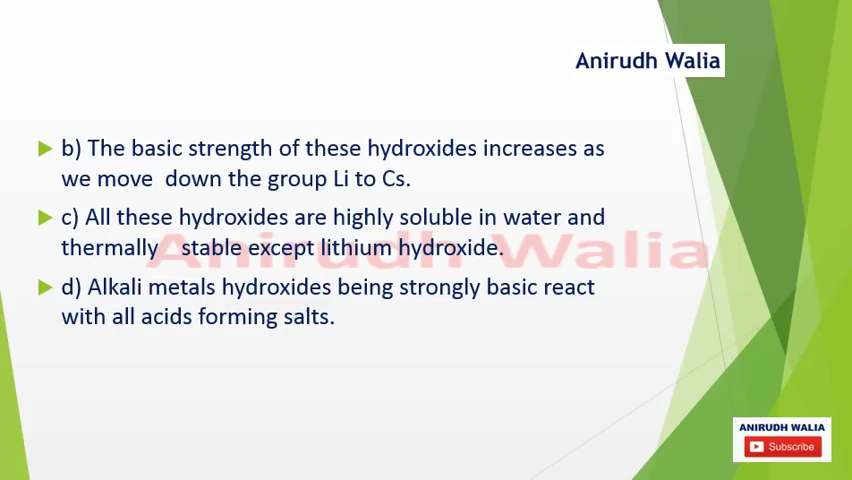 Anirudh Walia
b) The basic strength of these hydroxides increases as
we move down the group Li to Cs.
c) All these hydroxides are highly soluble in water and
thermally stable except lithium hydroxide.
Anirudh Walia
d) Alkali metals hydroxides being strongly basic react
with all acids forming salts.
ANIRUDH WALIA
Subscribe